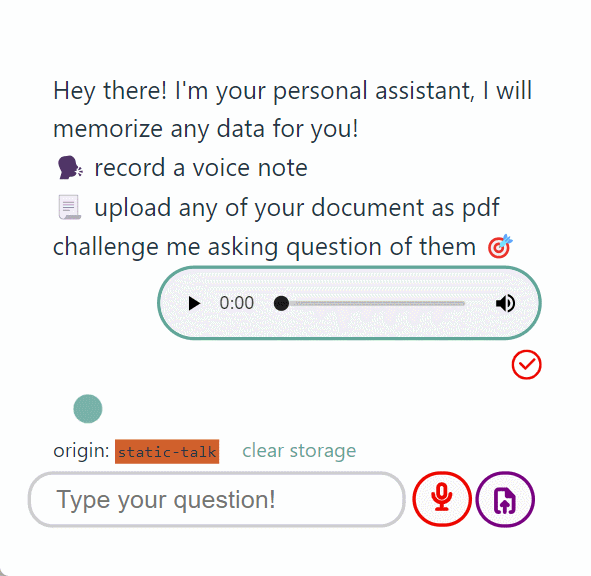 Hey there! I'm your personal assistant, I will
memorize any data for you!
🗣 record a voice note
📜 upload any of your document as pdf
challenge me asking question of them 🎯
0:00
origin: static-talk clear storage
Type your question!